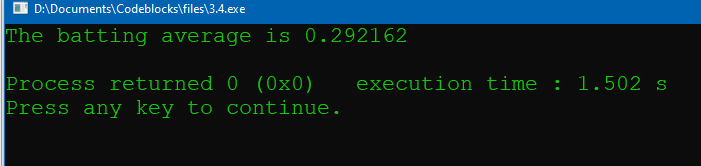 D:\Documents\Codeblocks\files\3.4.exe
The batting average is 0.292162
Process returned 0 (0x0)   execution time : 1.502 s
Press any key to continue.